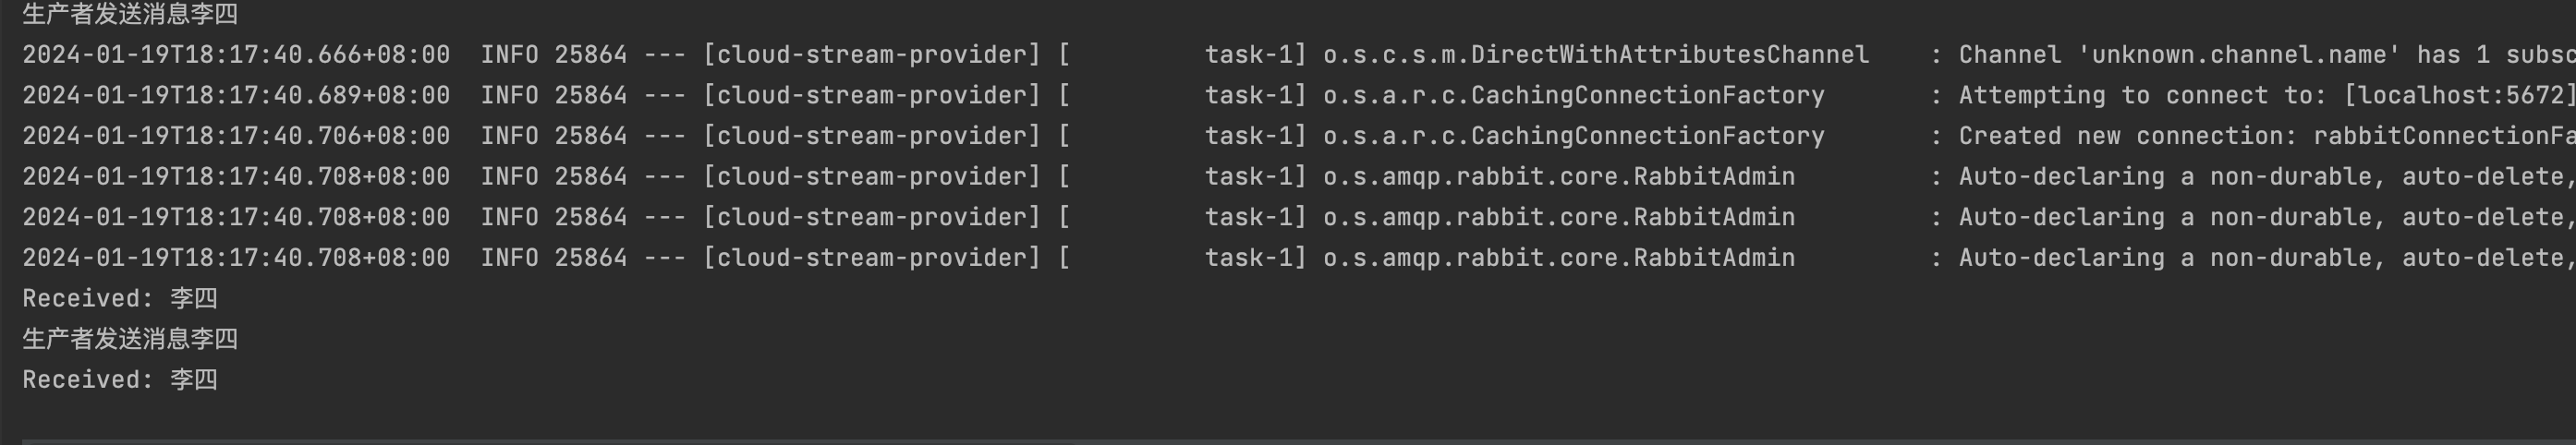 生产者发送消息李四
2024-01-19T18:17:40.666+08:00  INFO 25864 --- [cloud-stream-provider] [         task-1] o.s.c.s.m.DirectWithAttributesChannel    : Channel 'unknown.channel.name' has 1 subsc
2024-01-19T18:17:40.689+08:00  INFO 25864 --- [cloud-stream-provider] [         task-1] o.s.a.r.c.CachingConnectionFactory       : Attempting to connect to: [localhost:5672]
2024-01-19T18:17:40.706+08:00  INFO 25864 --- [cloud-stream-provider] [         task-1] o.s.a.r.c.CachingConnectionFactory       : Created new connection: rabbitConnectionFa
2024-01-19T18:17:40.708+08:00  INFO 25864 --- [cloud-stream-provider] [         task-1] o.s.amqp.rabbit.core.RabbitAdmin         : Auto-declaring a non-durable, auto-delete,
2024-01-19T18:17:40.708+08:00  INFO 25864 --- [cloud-stream-provider] [         task-1] o.s.amqp.rabbit.core.RabbitAdmin         : Auto-declaring a non-durable, auto-delete,
2024-01-19T18:17:40.708+08:00  INFO 25864 --- [cloud-stream-provider] [         task-1] o.s.amqp.rabbit.core.RabbitAdmin         : Auto-declaring a non-durable, auto-delete,
Received: 李四
生产者发送消息李四
Received: 李四